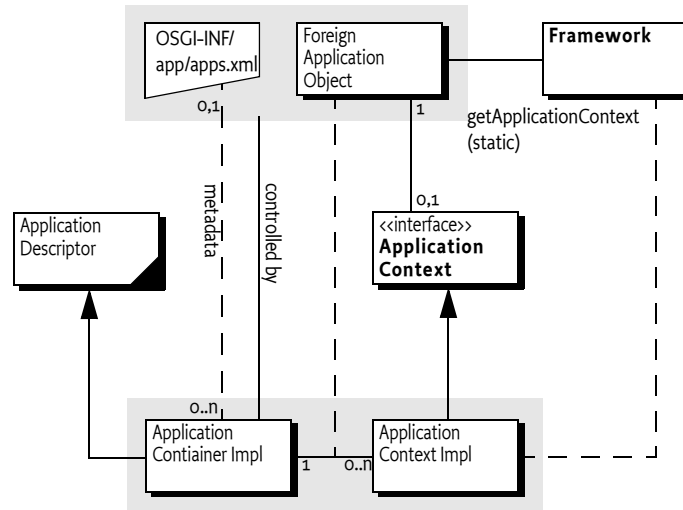 OSGI-INF/
app/apps.xml
Foreign
Application
Object
Framework
0,1
1
getApplicationContext
(static)
metadata
controlled by
0,1
Application
Descriptor
<<interface>>
Application
Context
0..n
Application
Contiainer Impl
1
0..n
Application
Context Impl